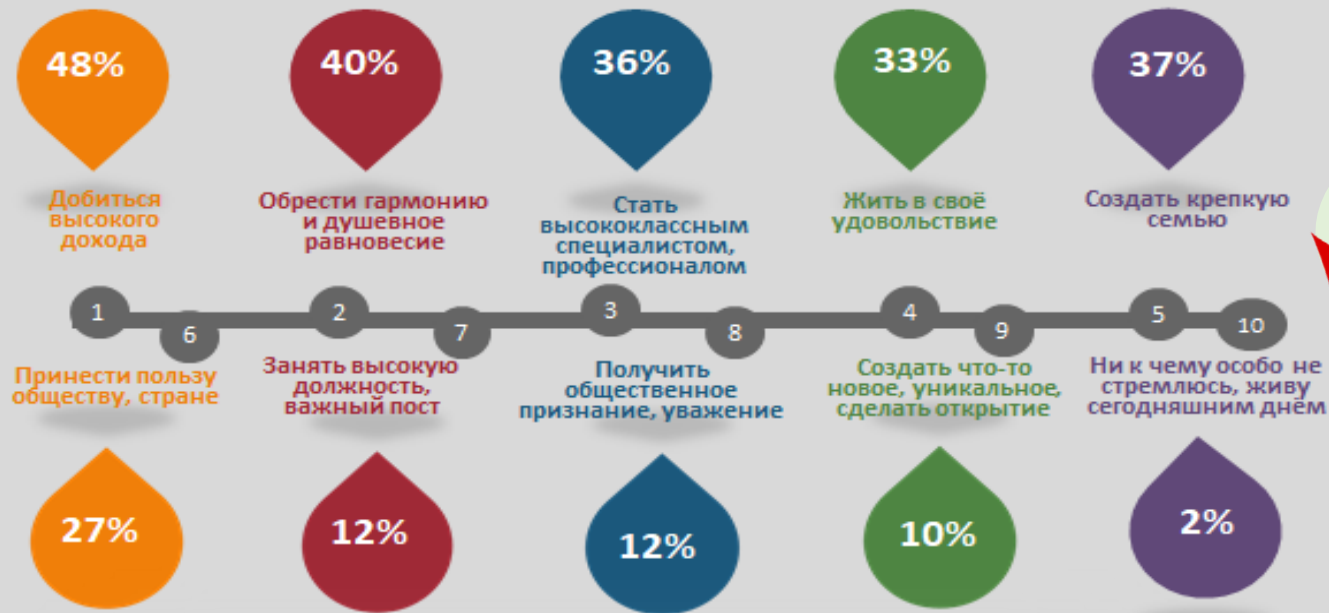 48%
40%
36%
33%
37%
Добиться
высокого
дохода
Обрести гармонию
и душевное
равновесие
Стать
высококлассным
специалистом,
профессионалом
Жить в своё
удовольствие
Создать крепкую
семью
1
2
3
4
5
6
7
8
9
10
Принести пользу
обществу, стране
Занять высокую
должность,
важный пост
Получить
общественное
признание, уважение
Создать что-то
новое, уникальное,
сделать открытие
Ни к чему особо не
стремлюсь, живу
сегодняшним днём
27%
12%
12%
10%
2%